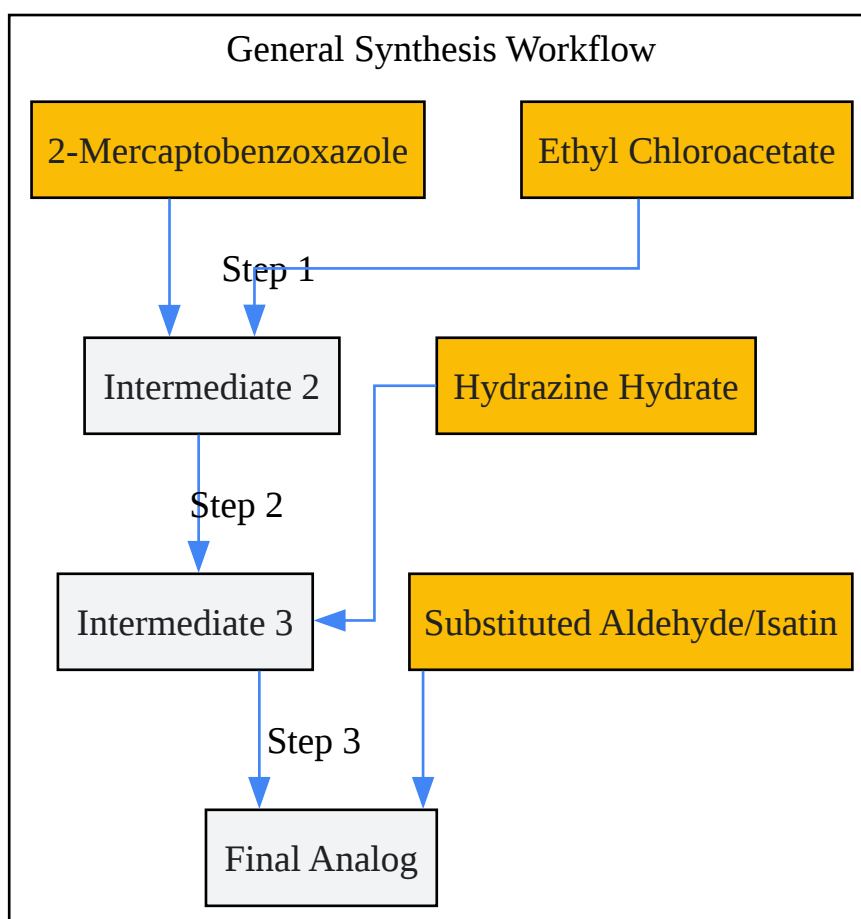 General Synthesis Workflow
2-Mercaptobenzoxazole
Ethyl Chloroacetate
Step 1
Intermediate 2
Hydrazine Hydrate
Step 2
Intermediate 3
Substituted Aldehyde/Isatin
Step 3
Final Analog